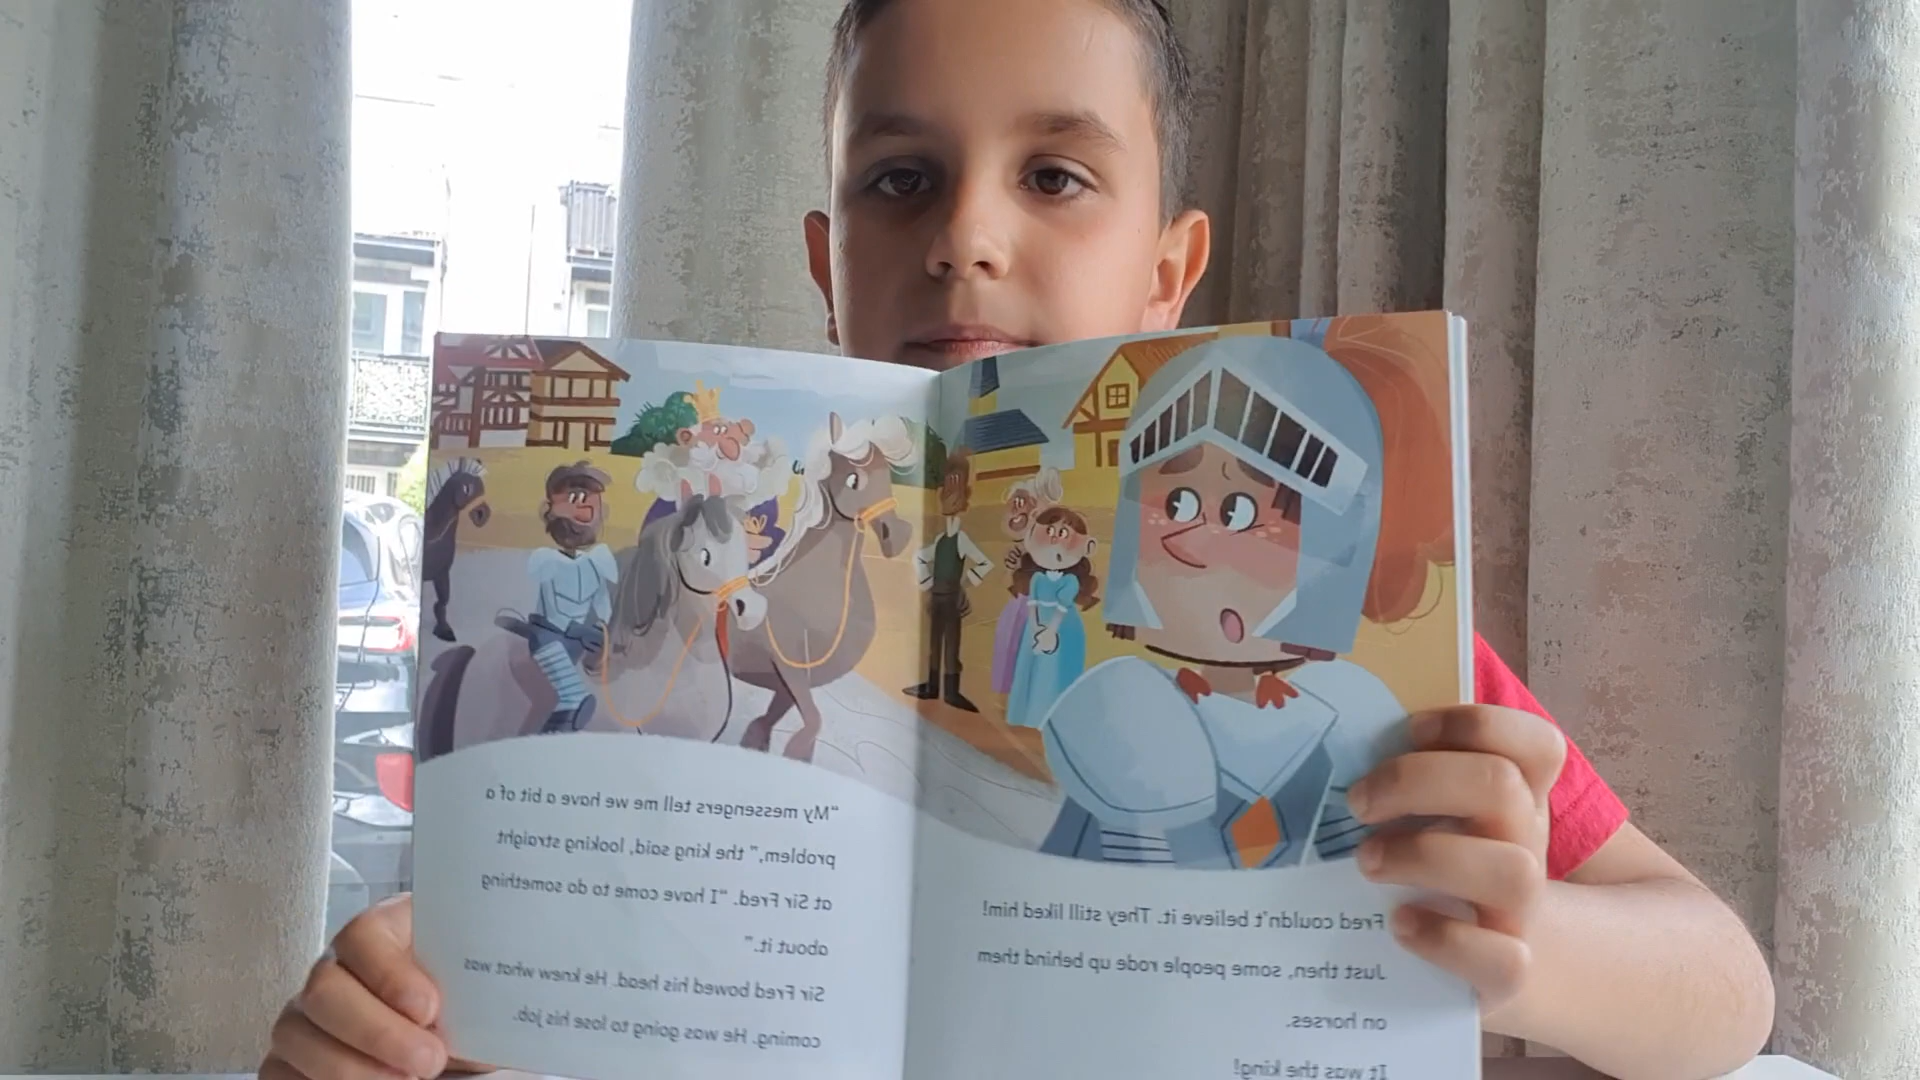 Fred couldn't believe it. They still liked him!
Just then, some people rode up behind them
on horses.
It was the king!
“My messengers tell me we have a bit of a
problem,” the king said, looking straight
at Sir Fred. “I have come to do something
about it.”
Sir Fred bowed his head. He knew what was
coming. He was going to lose his job.